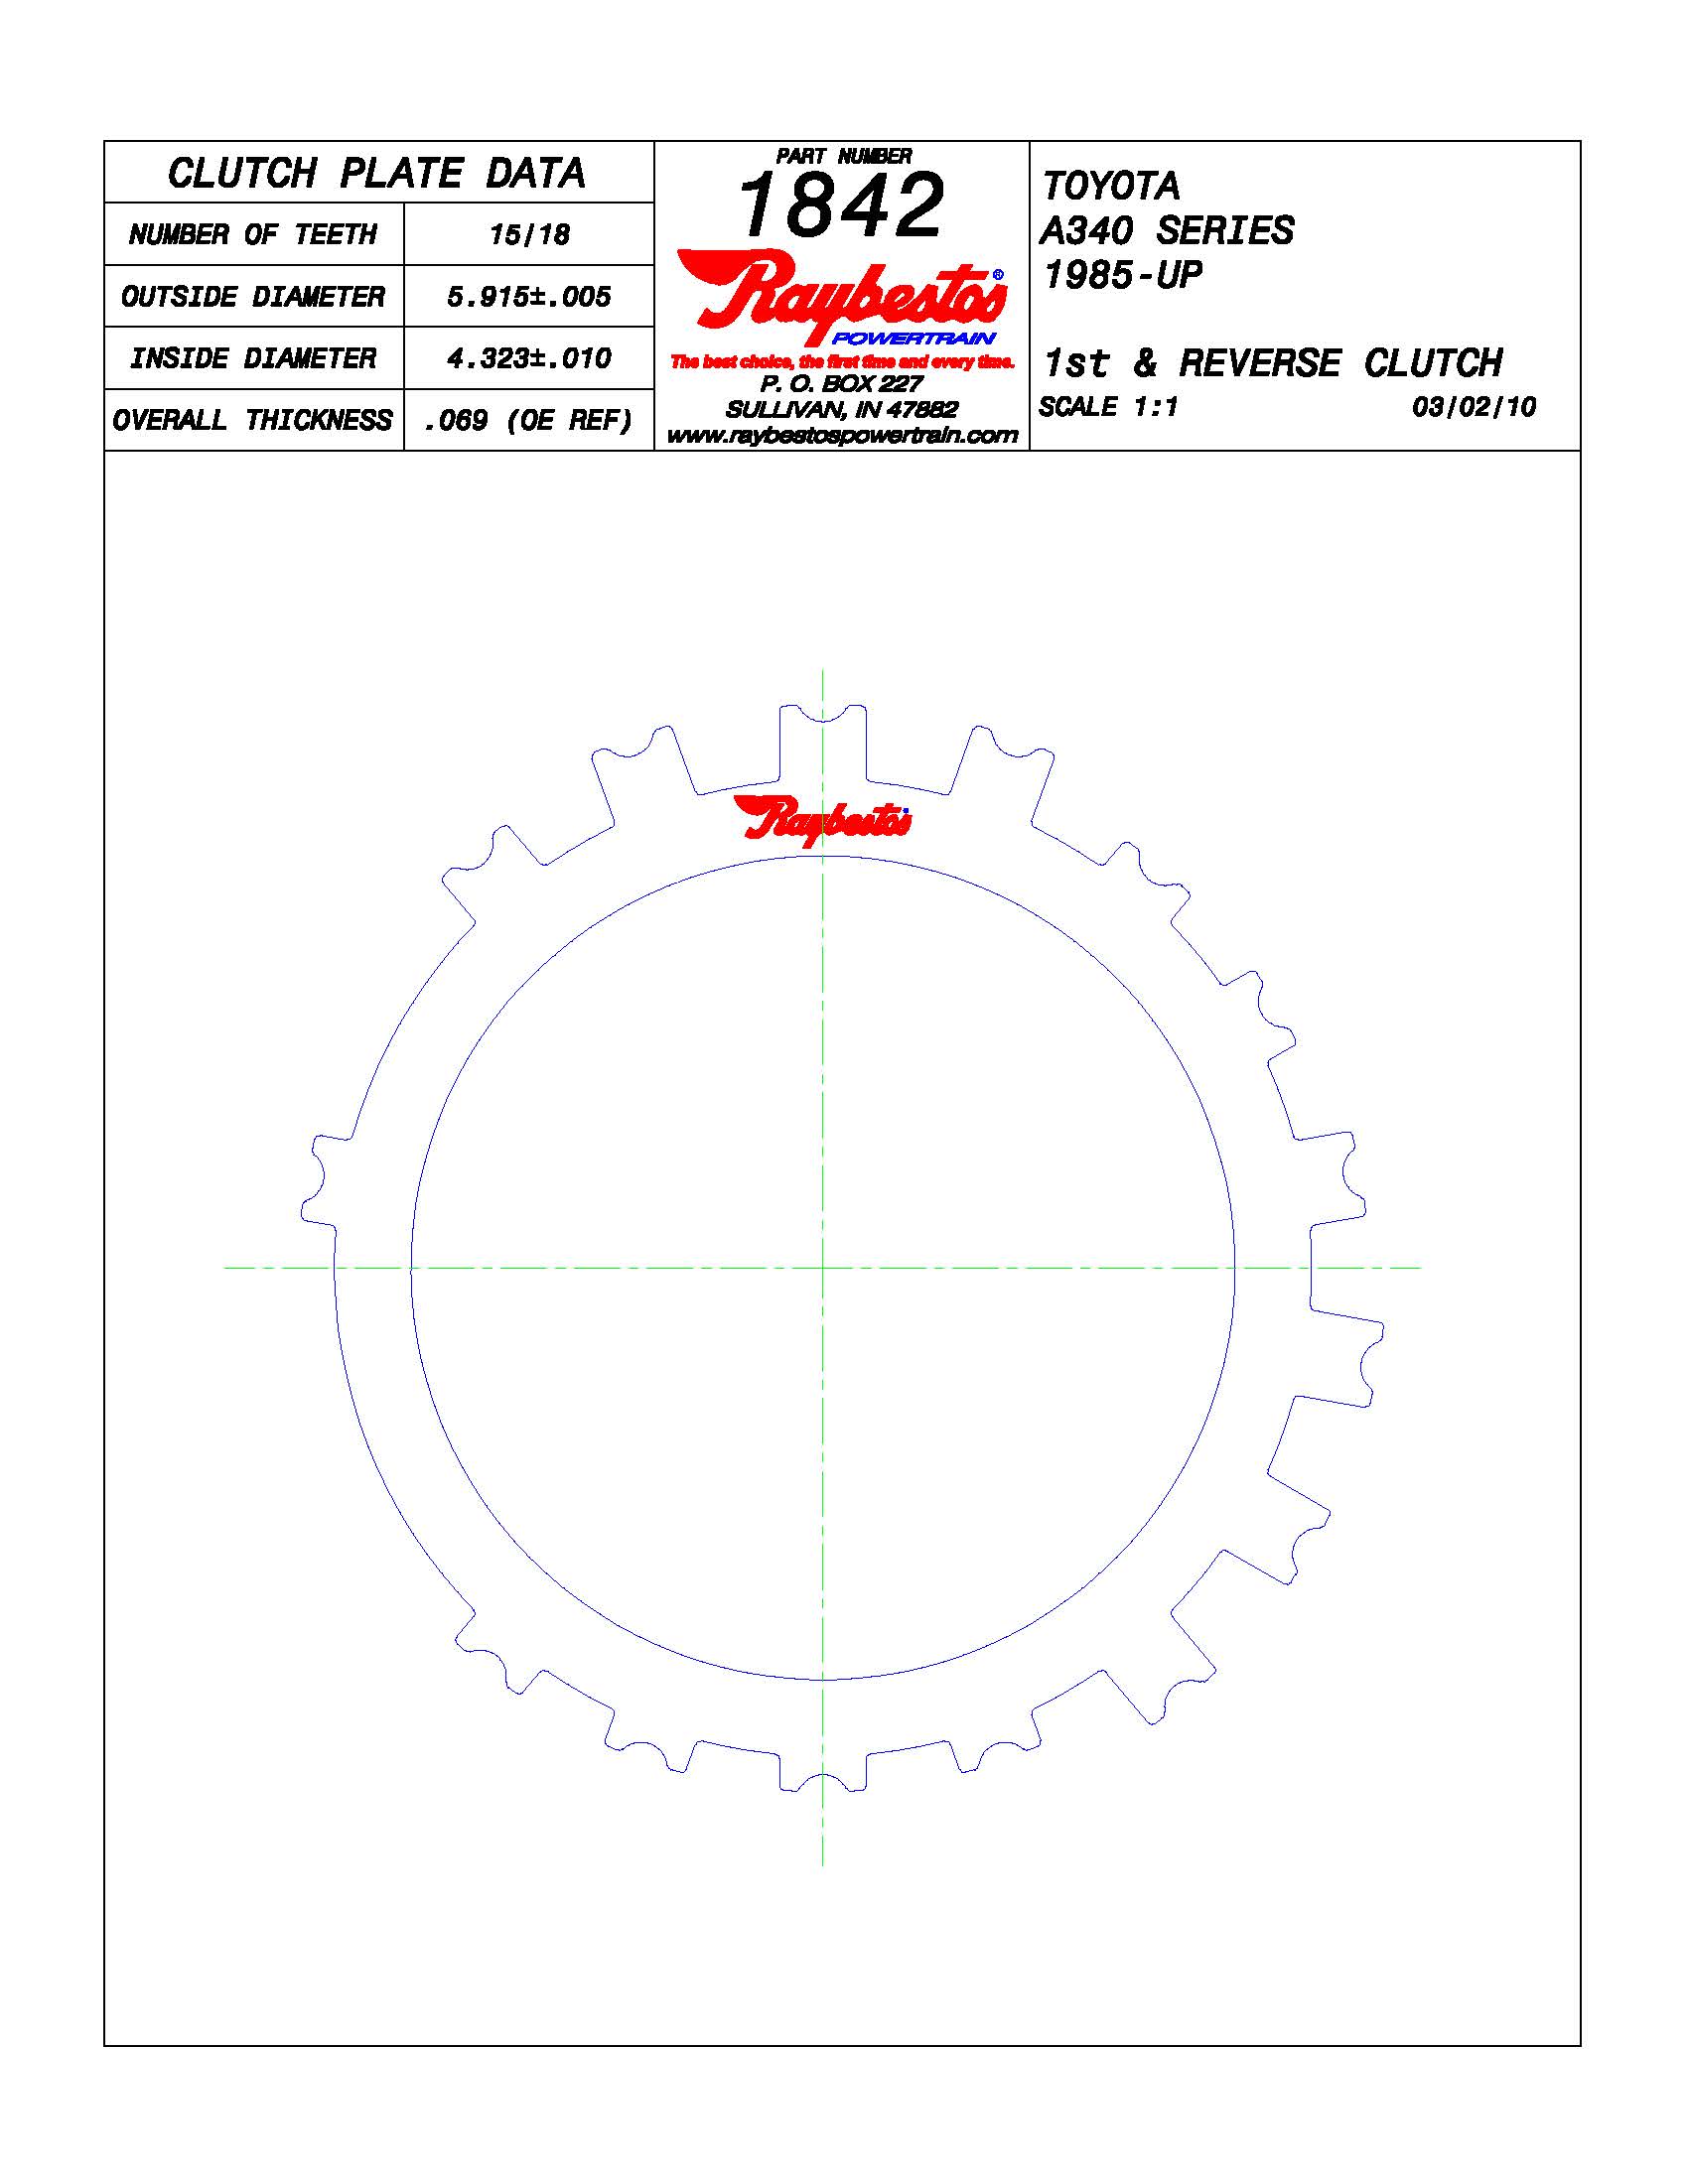 CLUTCH PLATE DATA
NUMBER OF TEETH 15/18
OUTSIDE DIAMETER 5.915±.005
INSIDE DIAMETER 4.323±.010
OVERALL THICKNESS .069 (OE REF)
PART NUMBER
1842
Raybestos®
POWERTRAIN
The best choice, the first time and every time.
P. O. BOX 227
SULLIVAN, IN 47882
www.raybestospowertrain.com
TOYOTA
A340 SERIES
1985-UP
1st & REVERSE CLUTCH
SCALE 1:1 03/02/10
Raybestos